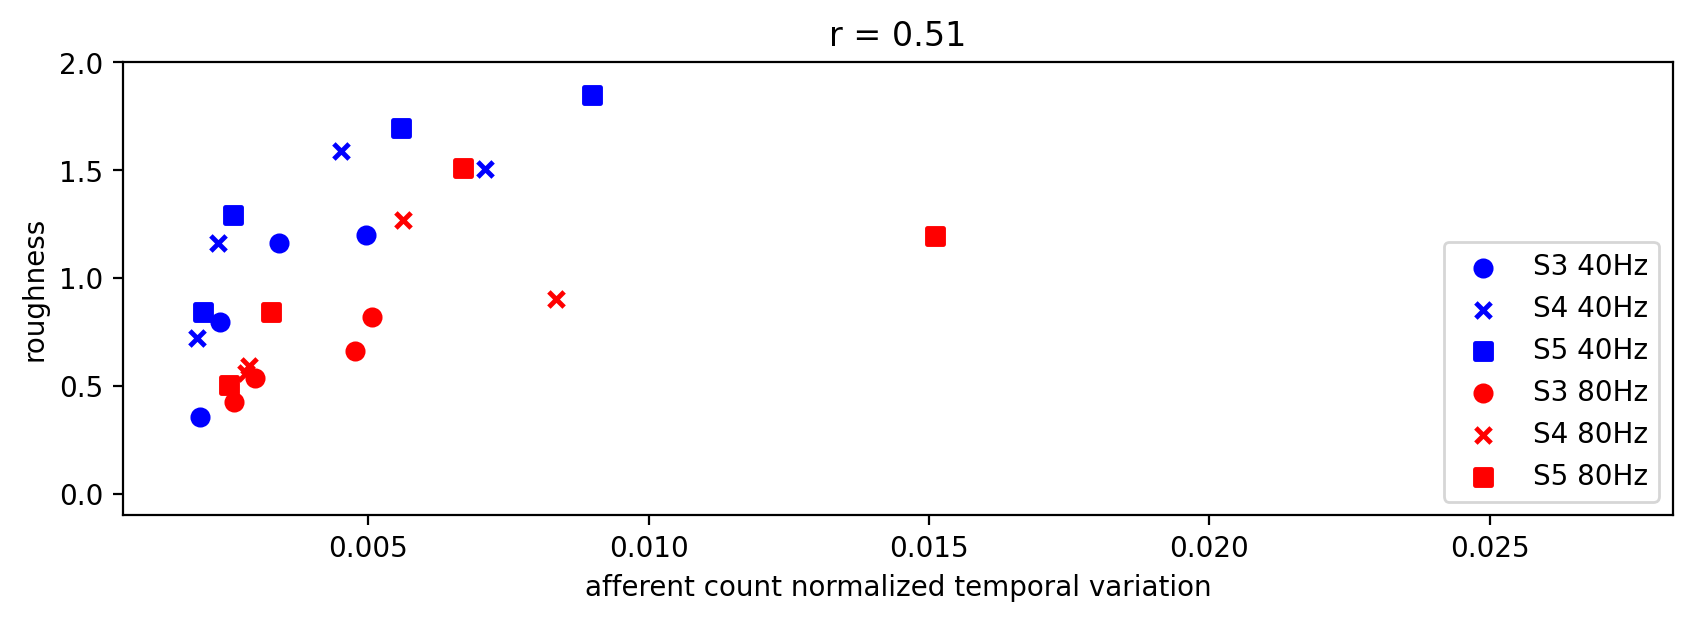 r = 0.51
2.0
1.5
1.0
0.5
0.0
roughness
S3 40Hz
S4 40Hz
S5 40Hz
S3 80Hz
S4 80Hz
S5 80Hz
0.005 0.010 0.015 0.020 0.025
afferent count normalized temporal variation